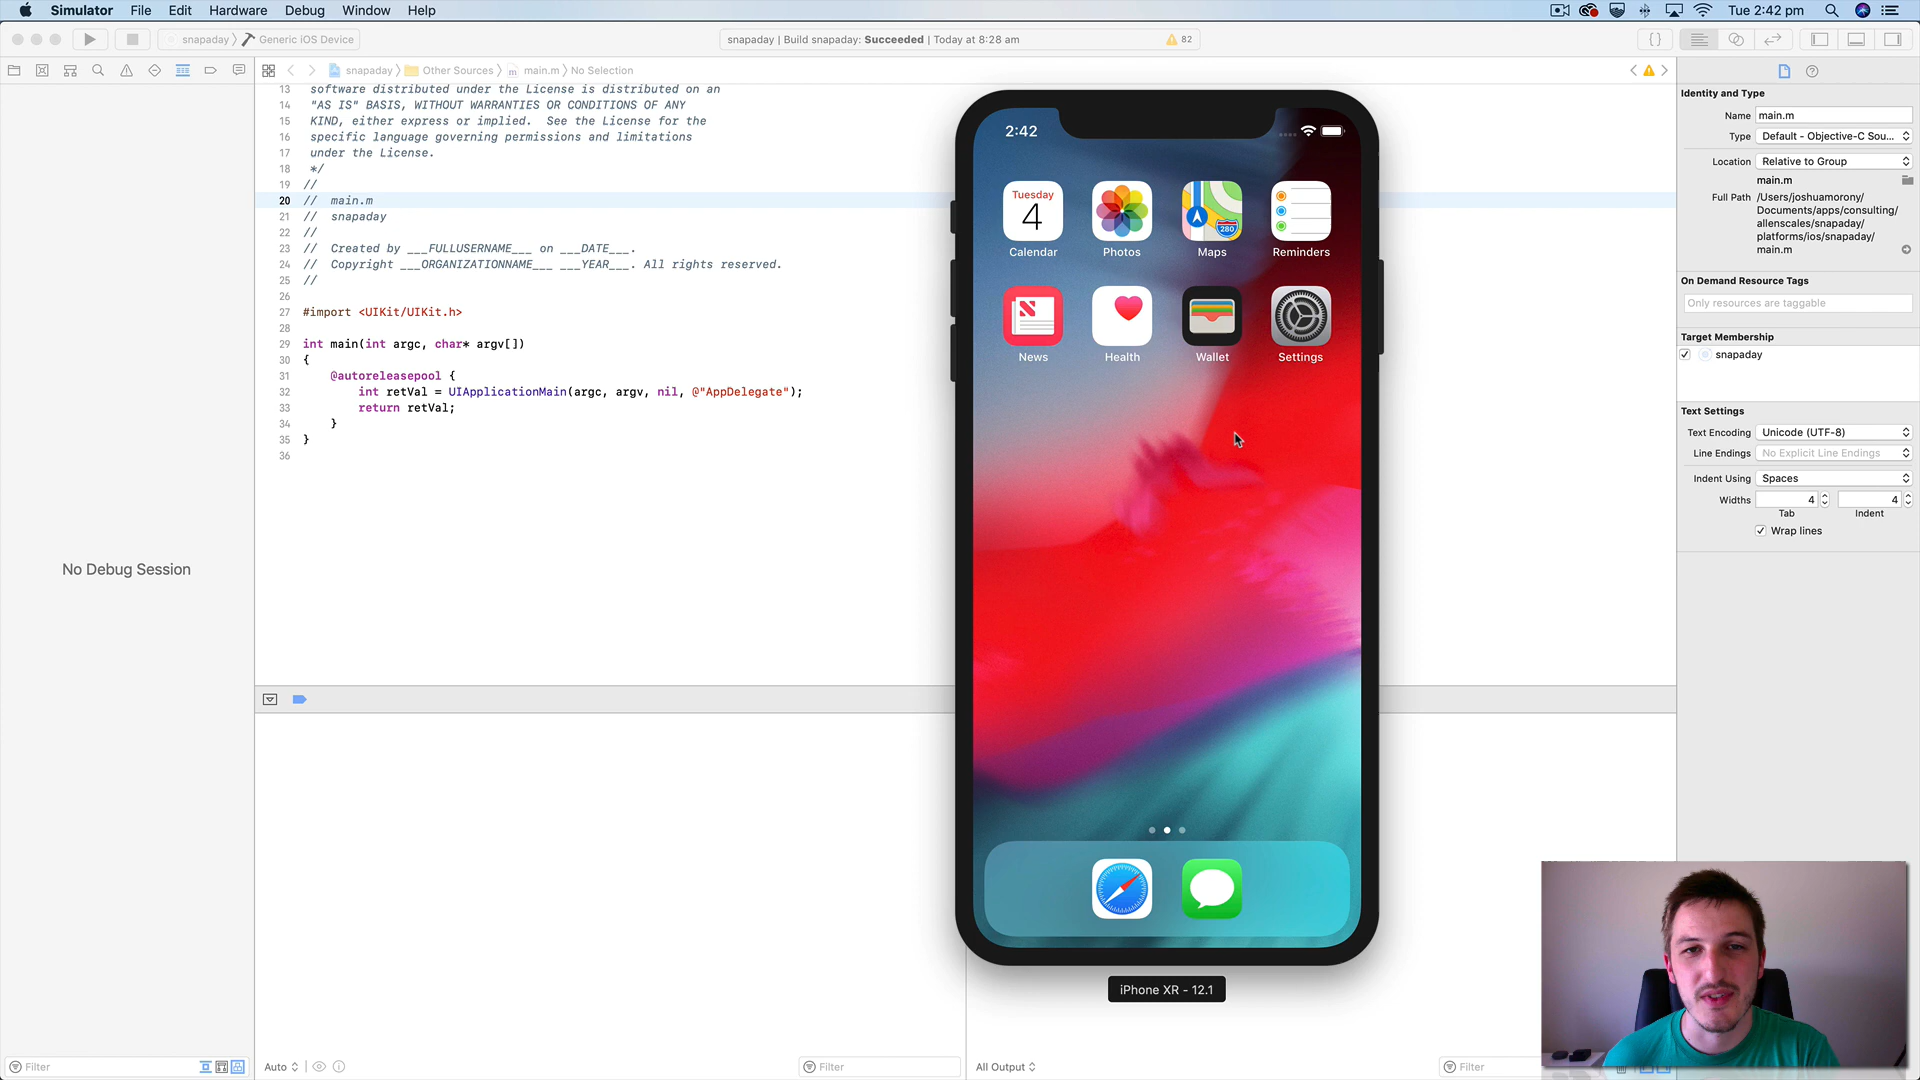 Simulator File Edit Hardware Debug Window Help
Tue 2:42 pm
snapaday Generic iOS Device
snapaday | Build snapaday: Succeeded | Today at 8:28 am
82
{ }
snapaday Other Sources main.m No Selection
13 software distributed under the License is distributed on an
14 "AS IS" BASIS, WITHOUT WARRANTIES OR CONDITIONS OF ANY
15 KIND, either express or implied.  See the License for the
16 specific language governing permissions and limitations
17 under the License.
18 */
19 //
20 //  main.m
21 //  snapaday
22 //
23 //  Created by ___FULLUSERNAME___ on ___DATE___.
24 //  Copyright ___ORGANIZATIONNAME___ ___YEAR___. All rights reserved.
25 //
26
27 #import <UIKit/UIKit.h>
28
29 int main(int argc, char* argv[])
30 {
31 @autoreleasepool {
32 int retVal = UIApplicationMain(argc, argv, nil, @"AppDelegate");
33 return retVal;
34 }
35 }
36
No Debug Session
Filter
Auto
Filter
All Output
Filter
2:42
Tuesday
4
280
Calendar Photos Maps Reminders
News Health Wallet Settings
iPhone XR - 12.1
Identity and Type
Name main.m
Type Default - Objective-C Sou...
Location Relative to Group
main.m
Full Path /Users/joshuamorony/
Documents/apps/consulting/
allenscales/snapaday/
platforms/ios/snapaday/
main.m
On Demand Resource Tags
Only resources are taggable
Target Membership
snapaday
Text Settings
Text Encoding Unicode (UTF-8)
Line Endings No Explicit Line Endings
Indent Using Spaces
Widths 4 4
Tab Indent
Wrap lines